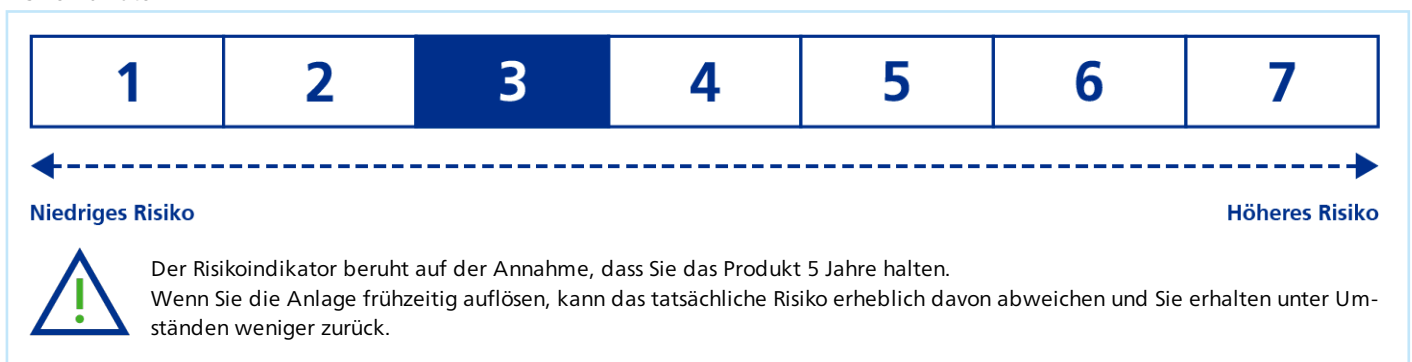 1 2 3 4 5 6 7
Niedriges Risiko Höheres Risiko
Der Risikoindikator beruht auf der Annahme, dass Sie das Produkt 5 Jahre halten.
Wenn Sie die Anlage frühzeitig auflösen, kann das tatsächliche Risiko erheblich davon abweichen und Sie erhalten unter Um-
ständen weniger zurück.